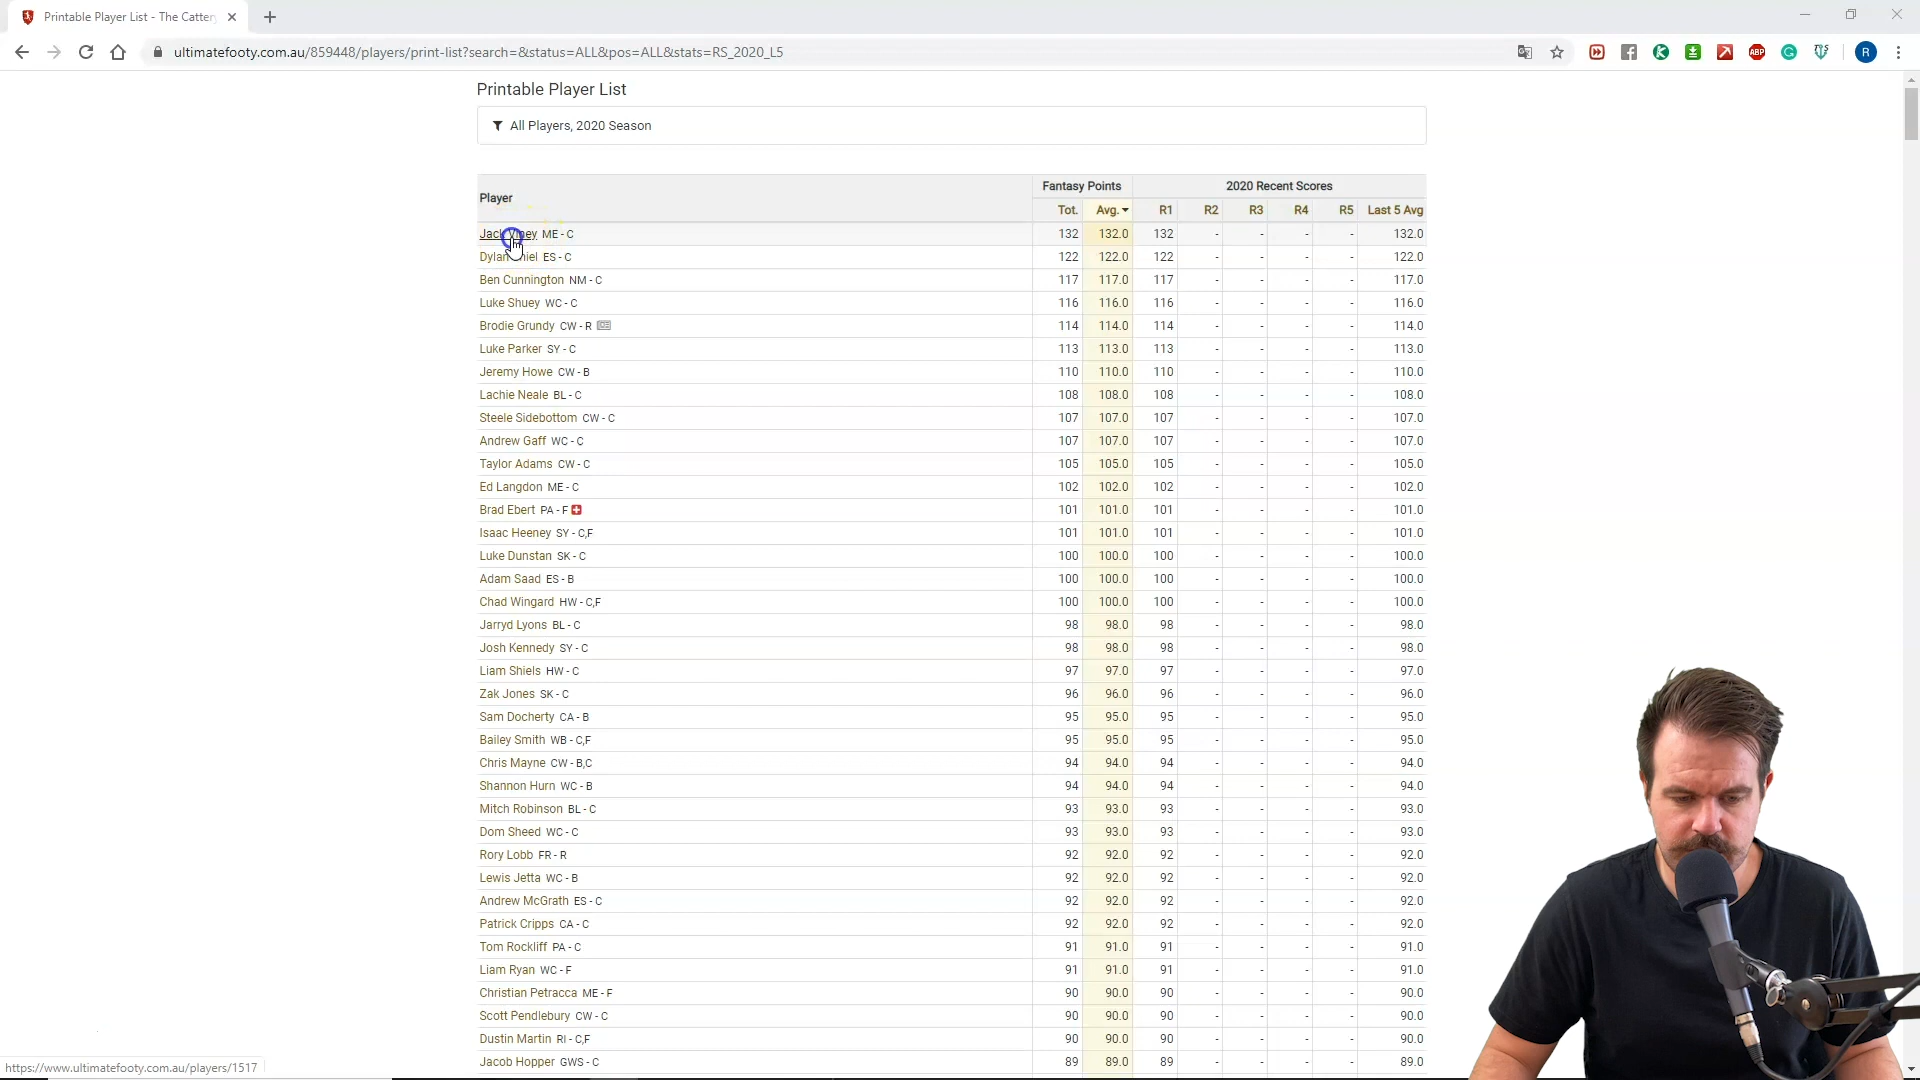 Printable Player List - The Catter
ultimatefooty.com.au/859448/players/print-list?search=&status=ALL&pos=ALL&stats=RS_2020_L5
ABP
R
Printable Player List
All Players, 2020 Season
Player Fantasy Points 2020 Recent Scores
Tot. Avg. R1 R2 R3 R4 R5 Last 5 Avg
Jack Viney ME - C 132 132.0 132 - - - - 132.0
Dylan Shiel ES - C 122 122.0 122 - - - - 122.0
Ben Cunnington NM - C 117 117.0 117 - - - - 117.0
Luke Shuey WC - C 116 116.0 116 - - - - 116.0
Brodie Grundy CW - R 114 114.0 114 - - - - 114.0
Luke Parker SY - C 113 113.0 113 - - - - 113.0
Jeremy Howe CW - B 110 110.0 110 - - - - 110.0
Lachie Neale BL - C 108 108.0 108 - - - - 108.0
Steele Sidebottom CW - C 107 107.0 107 - - - - 107.0
Andrew Gaff WC - C 107 107.0 107 - - - - 107.0
Taylor Adams CW - C 105 105.0 105 - - - - 105.0
Ed Langdon ME - C 102 102.0 102 - - - - 102.0
Brad Ebert PA - F 101 101.0 101 - - - - 101.0
Isaac Heeney SY - C,F 101 101.0 101 - - - - 101.0
Luke Dunstan SK - C 100 100.0 100 - - - - 100.0
Adam Saad ES - B 100 100.0 100 - - - - 100.0
Chad Wingard HW - C,F 100 100.0 100 - - - - 100.0
Jarryd Lyons BL - C 98 98.0 98 - - - - 98.0
Josh Kennedy SY - C 98 98.0 98 - - - - 98.0
Liam Shiels HW - C 97 97.0 97 - - - - 97.0
Zak Jones SK - C 96 96.0 96 - - - - 96.0
Sam Docherty CA - B 95 95.0 95 - - - - 95.0
Bailey Smith WB - C,F 95 95.0 95 - - - - 95.0
Chris Mayne CW - B,C 94 94.0 94 - - - - 94.0
Shannon Hurn WC - B 94 94.0 94 - - - - 94.0
Mitch Robinson BL - C 93 93.0 93 - - - - 93.0
Dom Sheed WC - C 93 93.0 93 - - - - 93.0
Rory Lobb FR - R 92 92.0 92 - - - - 92.0
Lewis Jetta WC - B 92 92.0 92 - - - - 92.0
Andrew McGrath ES - C 92 92.0 92 - - - - 92.0
Patrick Cripps CA - C 92 92.0 92 - - - - 92.0
Tom Rockliff PA - C 91 91.0 91 - - - - 91.0
Liam Ryan WC - F 91 91.0 91 - - - - 91.0
Christian Petracca ME - F 90 90.0 90 - - - - 90.0
Scott Pendlebury CW - C 90 90.0 90 - - - - 90.0
Dustin Martin RI - C,F 90 90.0 90 - - - - 90.0
Jacob Hopper GWS - C 89 89.0 89 - - - - 89.0
https://www.ultimatefooty.com.au/players/1517